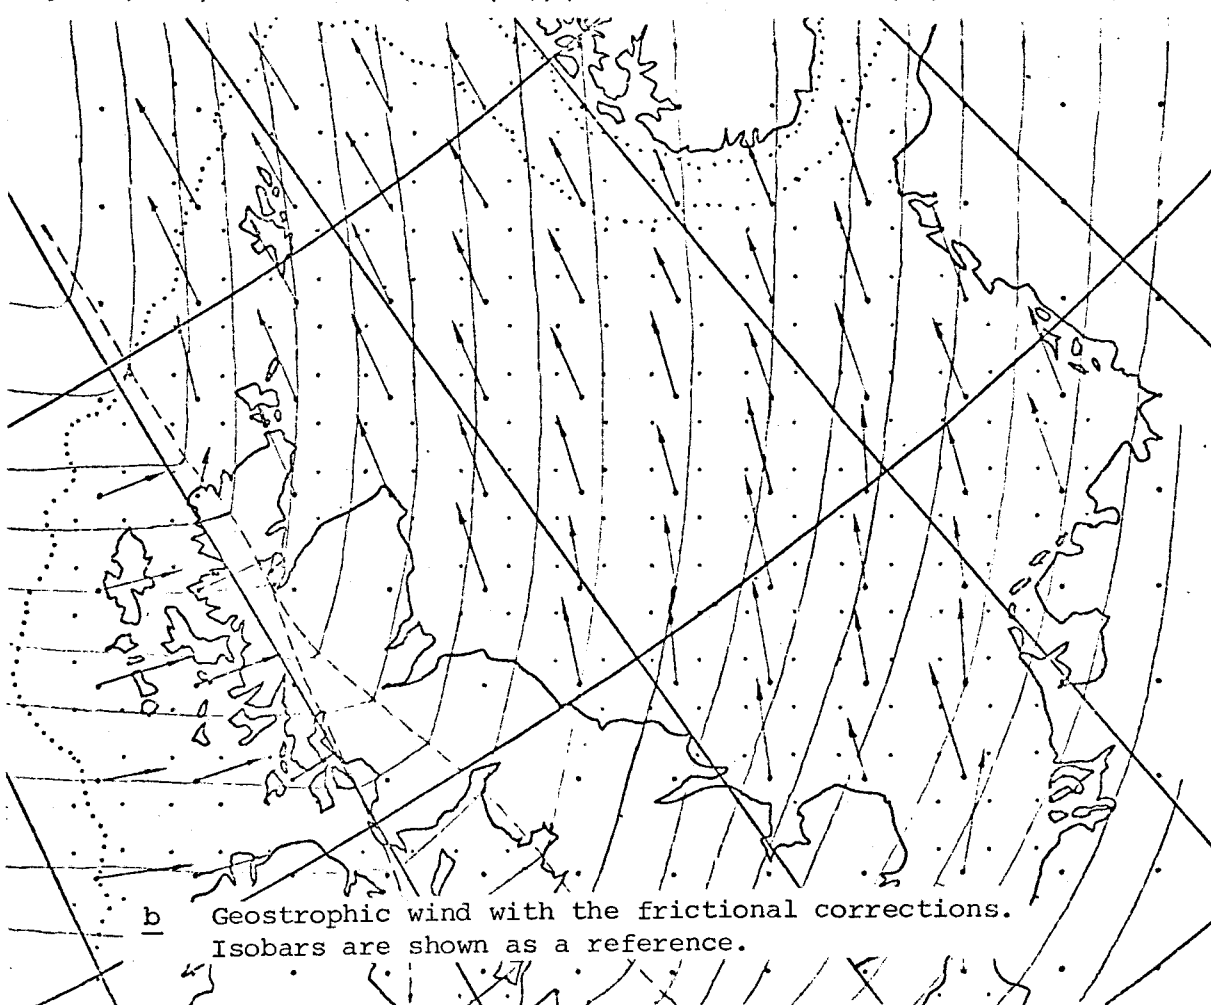 b Geostrophic wind with the frictional corrections.
Isobars are shown as a reference.